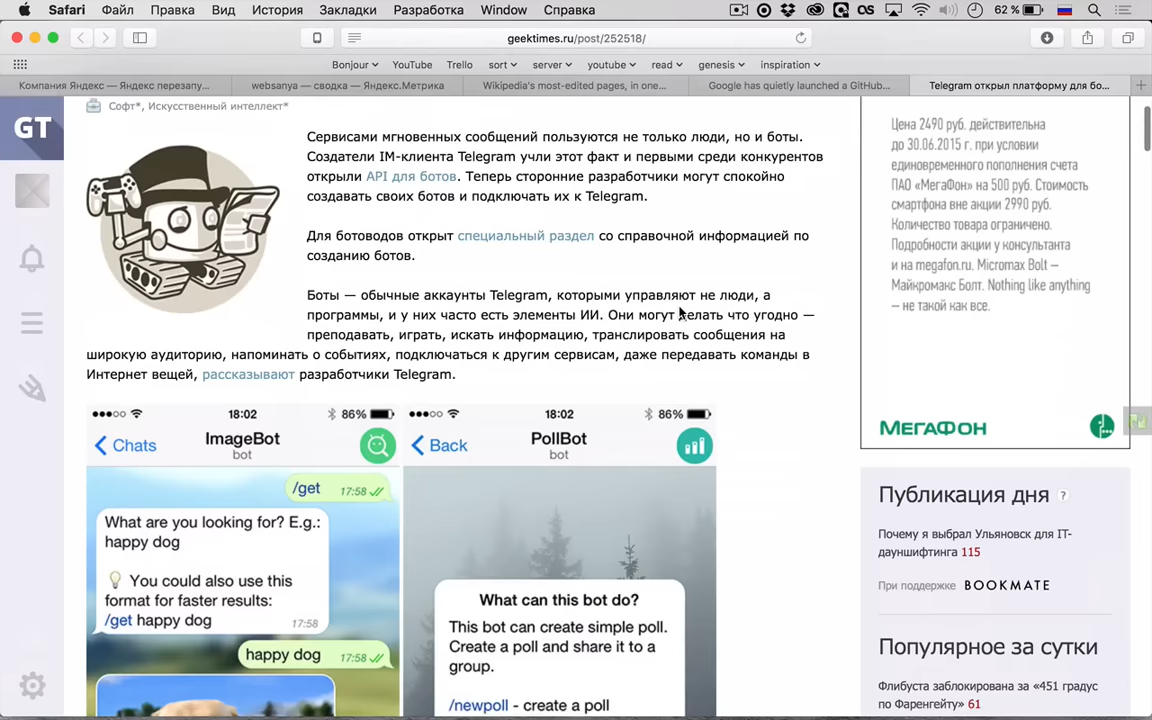 Safari Файл Правка Вид История Закладки Разработка Window Справка 62 %
geektimes.ru/post/252518/
Bonjour YouTube Trello sort server youtube read genesis inspiration
Компания Яндекс — Яндекс перезапу... websanya — сводка — Яндекс.Метрика Wikipedia's most-edited pages, in one... Google has quietly launched a GitHub... Telegram открыл платформу для бо...
GT
Софт*, Искусственный интеллект*
Сервисами мгновенных сообщений пользуются не только люди, но и боты.
Создатели IM-клиента Telegram учли этот факт и первыми среди конкурентов
открыли API для ботов. Теперь сторонние разработчики могут спокойно
создавать своих ботов и подключать их к Telegram.
Для ботоводов открыт специальный раздел со справочной информацией по
созданию ботов.
Боты — обычные аккаунты Telegram, которыми управляют не люди, а
программы, и у них часто есть элементы ИИ. Они могут делать что угодно —
преподавать, играть, искать информацию, транслировать сообщения на
широкую аудиторию, напоминать о событиях, подключаться к другим сервисам, даже передавать команды в
Интернет вещей, рассказывают разработчики Telegram.
18:02 86%
Chats ImageBot
bot
/get 17:58
What are you looking for? E.g.:
happy dog
You could also use this
format for faster results:
/get happy dog 17:58
happy dog 17:58
18:02 86%
Back PollBot
bot
What can this bot do?
This bot can create simple poll.
Create a poll and share it to a
group.
/newpoll - create a poll
Цена 2490 руб. действительна
до 30.06.2015 г. при условии
единовременного пополнения счета
ПАО «МегаФон» на 500 руб. Стоимость
смартфона вне акции 2990 руб.
Количество товара ограничено.
Подробности акции у консультанта
и на megafon.ru. Micromax Bolt —
Майкромакс Болт. Nothing like anything
— не такой как все.
МЕГАФОН
Публикация дня ?
Почему я выбрал Ульяновск для IT-
дауншифтинга 115
При поддержке BOOKMATE
Популярное за сутки
Флибуста заблокирована за «451 градус
по Фаренгейту» 61